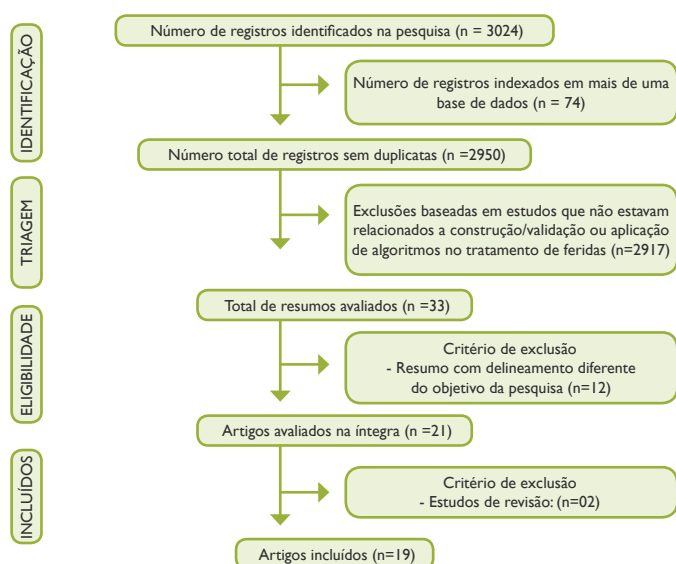 IDENTIFICAÇÃO
Número de registros identificados na pesquisa (n = 3024)
Número de registros indexados em mais de uma
base de dados (n = 74)
Número total de registros sem duplicatas (n =2950)
TRIAGEM
Exclusões baseadas em estudos que não estavam
relacionados a construção/validação ou aplicação
de algoritmos no tratamento de feridas (n=2917)
Total de resumos avaliados (n =33)
ELIGIBILIDADE
Critério de exclusão
- Resumo com delineamento diferente
do objetivo da pesquisa (n=12)
Artigos avaliados na íntegra (n =21)
INCLUÍDOS
Critério de exclusão
- Estudos de revisão: (n=02)
Artigos incluídos (n=19)